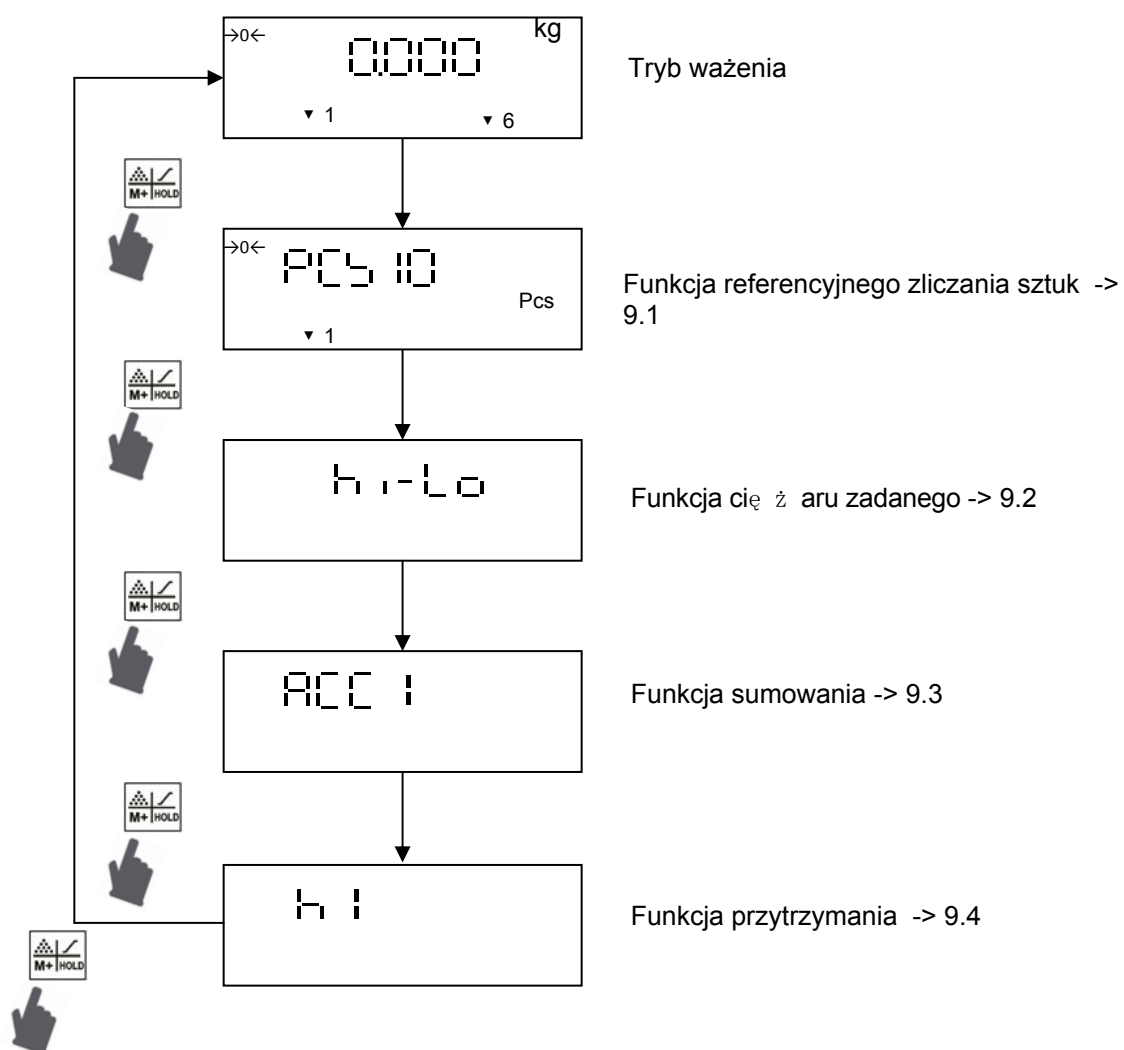 →0← kg
0.000
▼ 1 ▼ 6
Tryb ważenia
M+ HOLD
→0←
PCS 10
Pcs
▼ 1
Funkcja referencyjnego zliczania sztuk ->
9.1
M+ HOLD
hi-Lo
Funkcja cię ż aru zadanego -> 9.2
M+ HOLD
ACC 1
Funkcja sumowania -> 9.3
M+ HOLD
h1
Funkcja przytrzymania -> 9.4
M+ HOLD